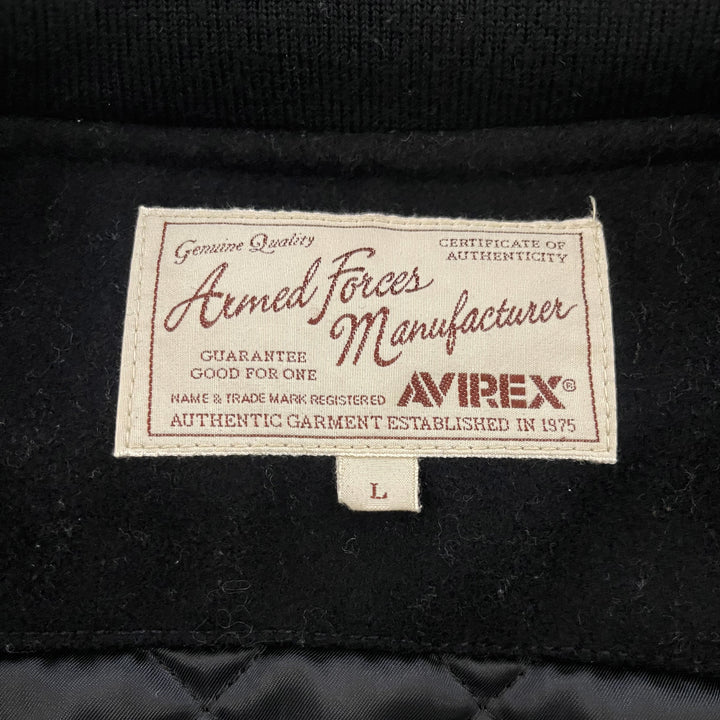 Genuine Quality
CERTIFICATE OF
AUTHENTICITY
Armed Forces
Manufacturer
GUARANTEE
GOOD FOR ONE
NAME & TRADE MARK REGISTERED
AVIREX®
AUTHENTIC GARMENT ESTABLISHED IN 1975
L